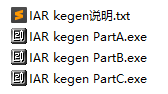 IAR kegen说明.txt
IAR kegen PartA.exe
IAR kegen PartB.exe
IAR kegen PartC.exe